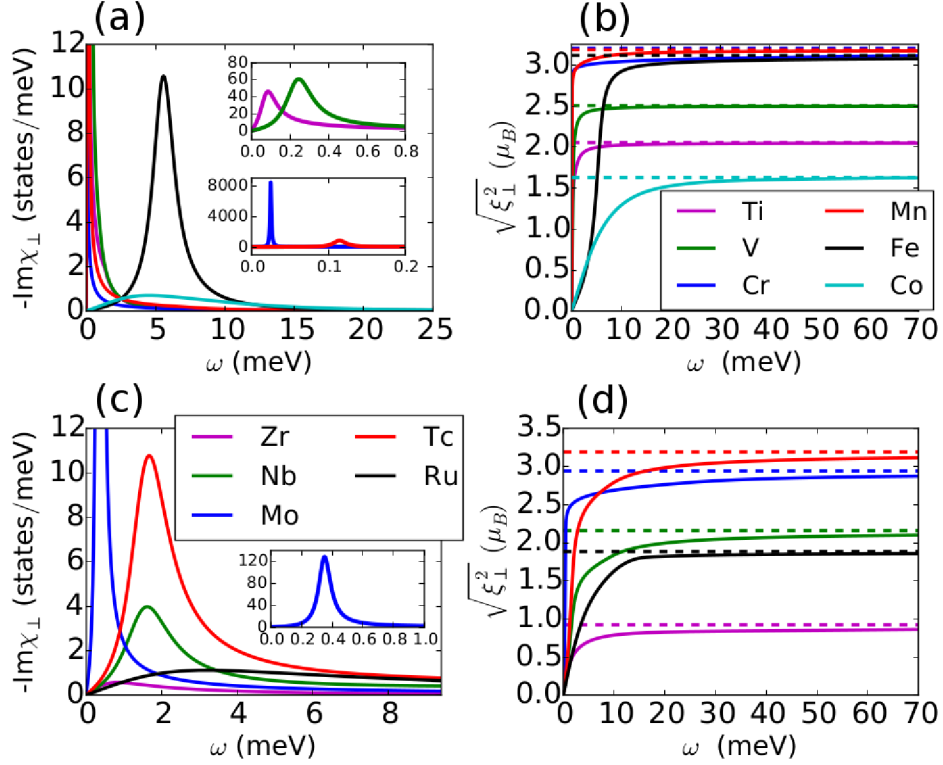 (a)
-Imχ⊥ (states/meV)
12
10
8
6
4
2
0
0 5 10 15 20 25
ω (meV)
80
60
40
20
0
0.0 0.2 0.4 0.6 0.8
8000
4000
0
0.0 0.1 0.2
(b)
√ξ⊥² (μB)
3.0
2.5
2.0
1.5
1.0
0.5
0.0
0 10 20 30 40 50 60 70
ω (meV)
Ti Mn
V Fe
Cr Co
(c)
-Imχ⊥ (states/meV)
12
10
8
6
4
2
0
0 2 4 6 8
ω (meV)
Zr Tc
Nb Ru
Mo
120
80
40
0
0.0 0.2 0.4 0.6 0.8 1.0
(d)
√ξ⊥² (μB)
3.5
3.0
2.5
2.0
1.5
1.0
0.5
0.0
0 10 20 30 40 50 60 70
ω (meV)